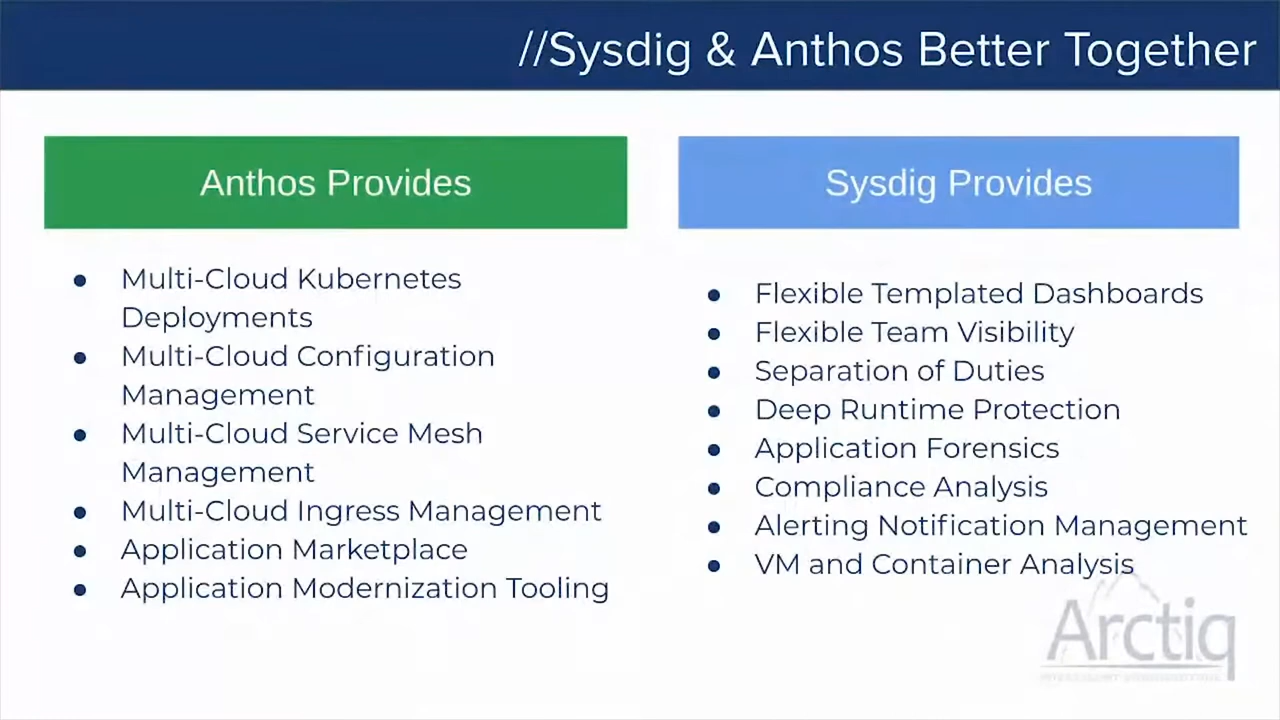 //Sysdig & Anthos Better Together
Anthos Provides
● Multi-Cloud Kubernetes
Deployments
● Multi-Cloud Configuration
Management
● Multi-Cloud Service Mesh
Management
● Multi-Cloud Ingress Management
● Application Marketplace
● Application Modernization Tooling
Sysdig Provides
● Flexible Templated Dashboards
● Flexible Team Visibility
● Separation of Duties
● Deep Runtime Protection
● Application Forensics
● Compliance Analysis
● Alerting Notification Management
● VM and Container Analysis
Arctiq